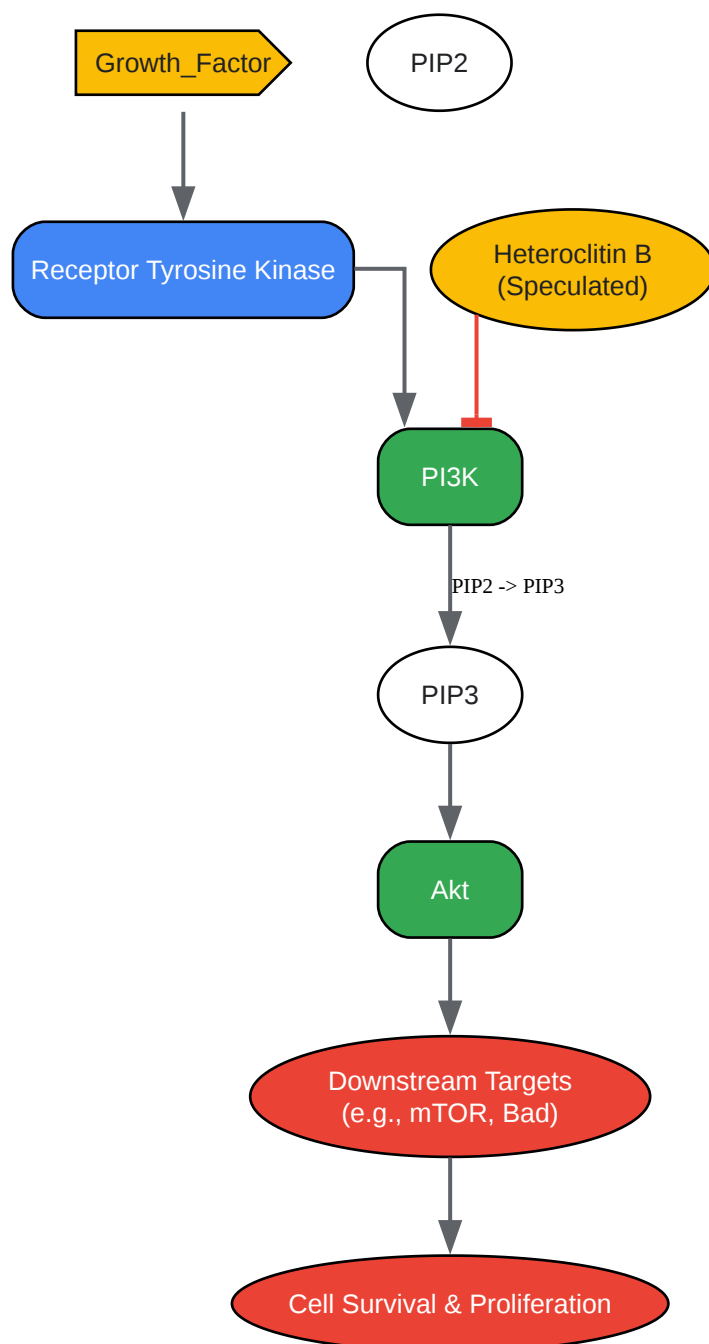 Growth_Factor
PIP2
Receptor Tyrosine Kinase
Heteroclitin B
(Speculated)
PI3K
PIP2 -> PIP3
PIP3
Akt
Downstream Targets
(e.g., mTOR, Bad)
Cell Survival & Proliferation